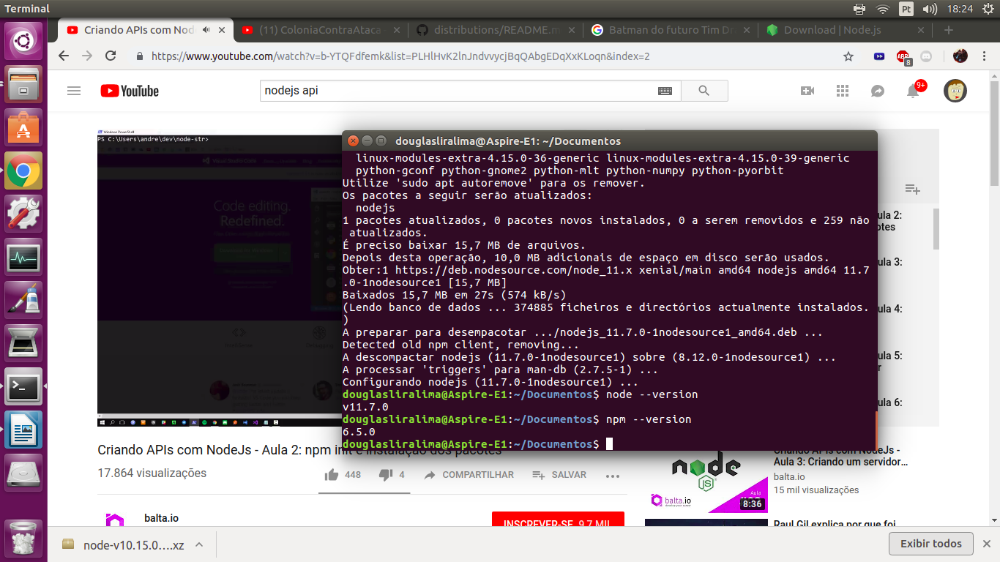 Terminal
Pt
18:24
Criando APIs com Nod
(11) ColoniaContraAtaca
distributions/README.m
Batman do futuro Tim Dr
Download | Node.js
https://www.youtube.com/watch?v=b-YTQFdfemk&list=PLHlHvK2lnJndvvycjBqQAbgEDqXxKLoqn&index=2
ABP
8
YouTube
nodejs api
9+
Windows PowerShell
PS C:\Users\andre\dev\node-str>
Visual Studio Code
Code editing.
Redefined.
douglasliralima@Aspire-E1: ~/Documentos
linux-modules-extra-4.15.0-36-generic linux-modules-extra-4.15.0-39-generic
python-gconf python-gnome2 python-mlt python-numpy python-pyorbit
Utilize 'sudo apt autoremove' para os remover.
Os pacotes a seguir serão atualizados:
nodejs
1 pacotes atualizados, 0 pacotes novos instalados, 0 a serem removidos e 259 não
atualizados.
É preciso baixar 15,7 MB de arquivos.
Depois desta operação, 10,0 MB adicionais de espaço em disco serão usados.
Obter:1 https://deb.nodesource.com/node_11.x xenial/main amd64 nodejs amd64 11.7
.0-1nodesource1 [15,7 MB]
Baixados 15,7 MB em 27s (574 kB/s)
(Lendo banco de dados ... 374885 ficheiros e directórios actualmente instalados.
)
A preparar para desempacotar .../nodejs_11.7.0-1nodesource1_amd64.deb ...
Detected old npm client, removing...
A descompactar nodejs (11.7.0-1nodesource1) sobre (8.12.0-1nodesource1) ...
A processar 'triggers' para man-db (2.7.5-1) ...
Configurando nodejs (11.7.0-1nodesource1) ...
douglasliralima@Aspire-E1:~/Documentos$ node --version
v11.7.0
douglasliralima@Aspire-E1:~/Documentos$ npm --version
6.5.0
douglasliralima@Aspire-E1:~/Documentos$
ula 2:
otes
ula 3:
ula 4:
ula 5:
r
ula 6:
Criando APIs com NodeJs - Aula 2: npm init e instalação dos pacotes
17.864 visualizações
448
4
COMPARTILHAR
SALVAR
balta.io
INSCREVER-SE 9,7 MIL
node
JS
balta.io
Aula
8:36
Criando APIs com NodeJs -
Aula 3: Criando um servidor…
balta.io
15 mil visualizações
Raul Gil explica por que foi
node-v10.15.0….xz
Exibir todos